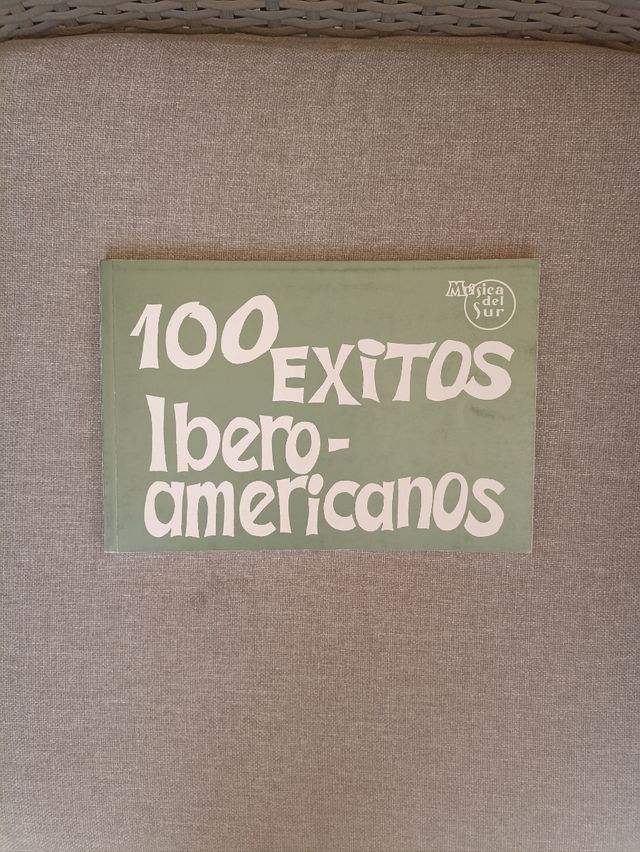 Música
del
Sur
100
EXiTOS
Ibero-
americanos